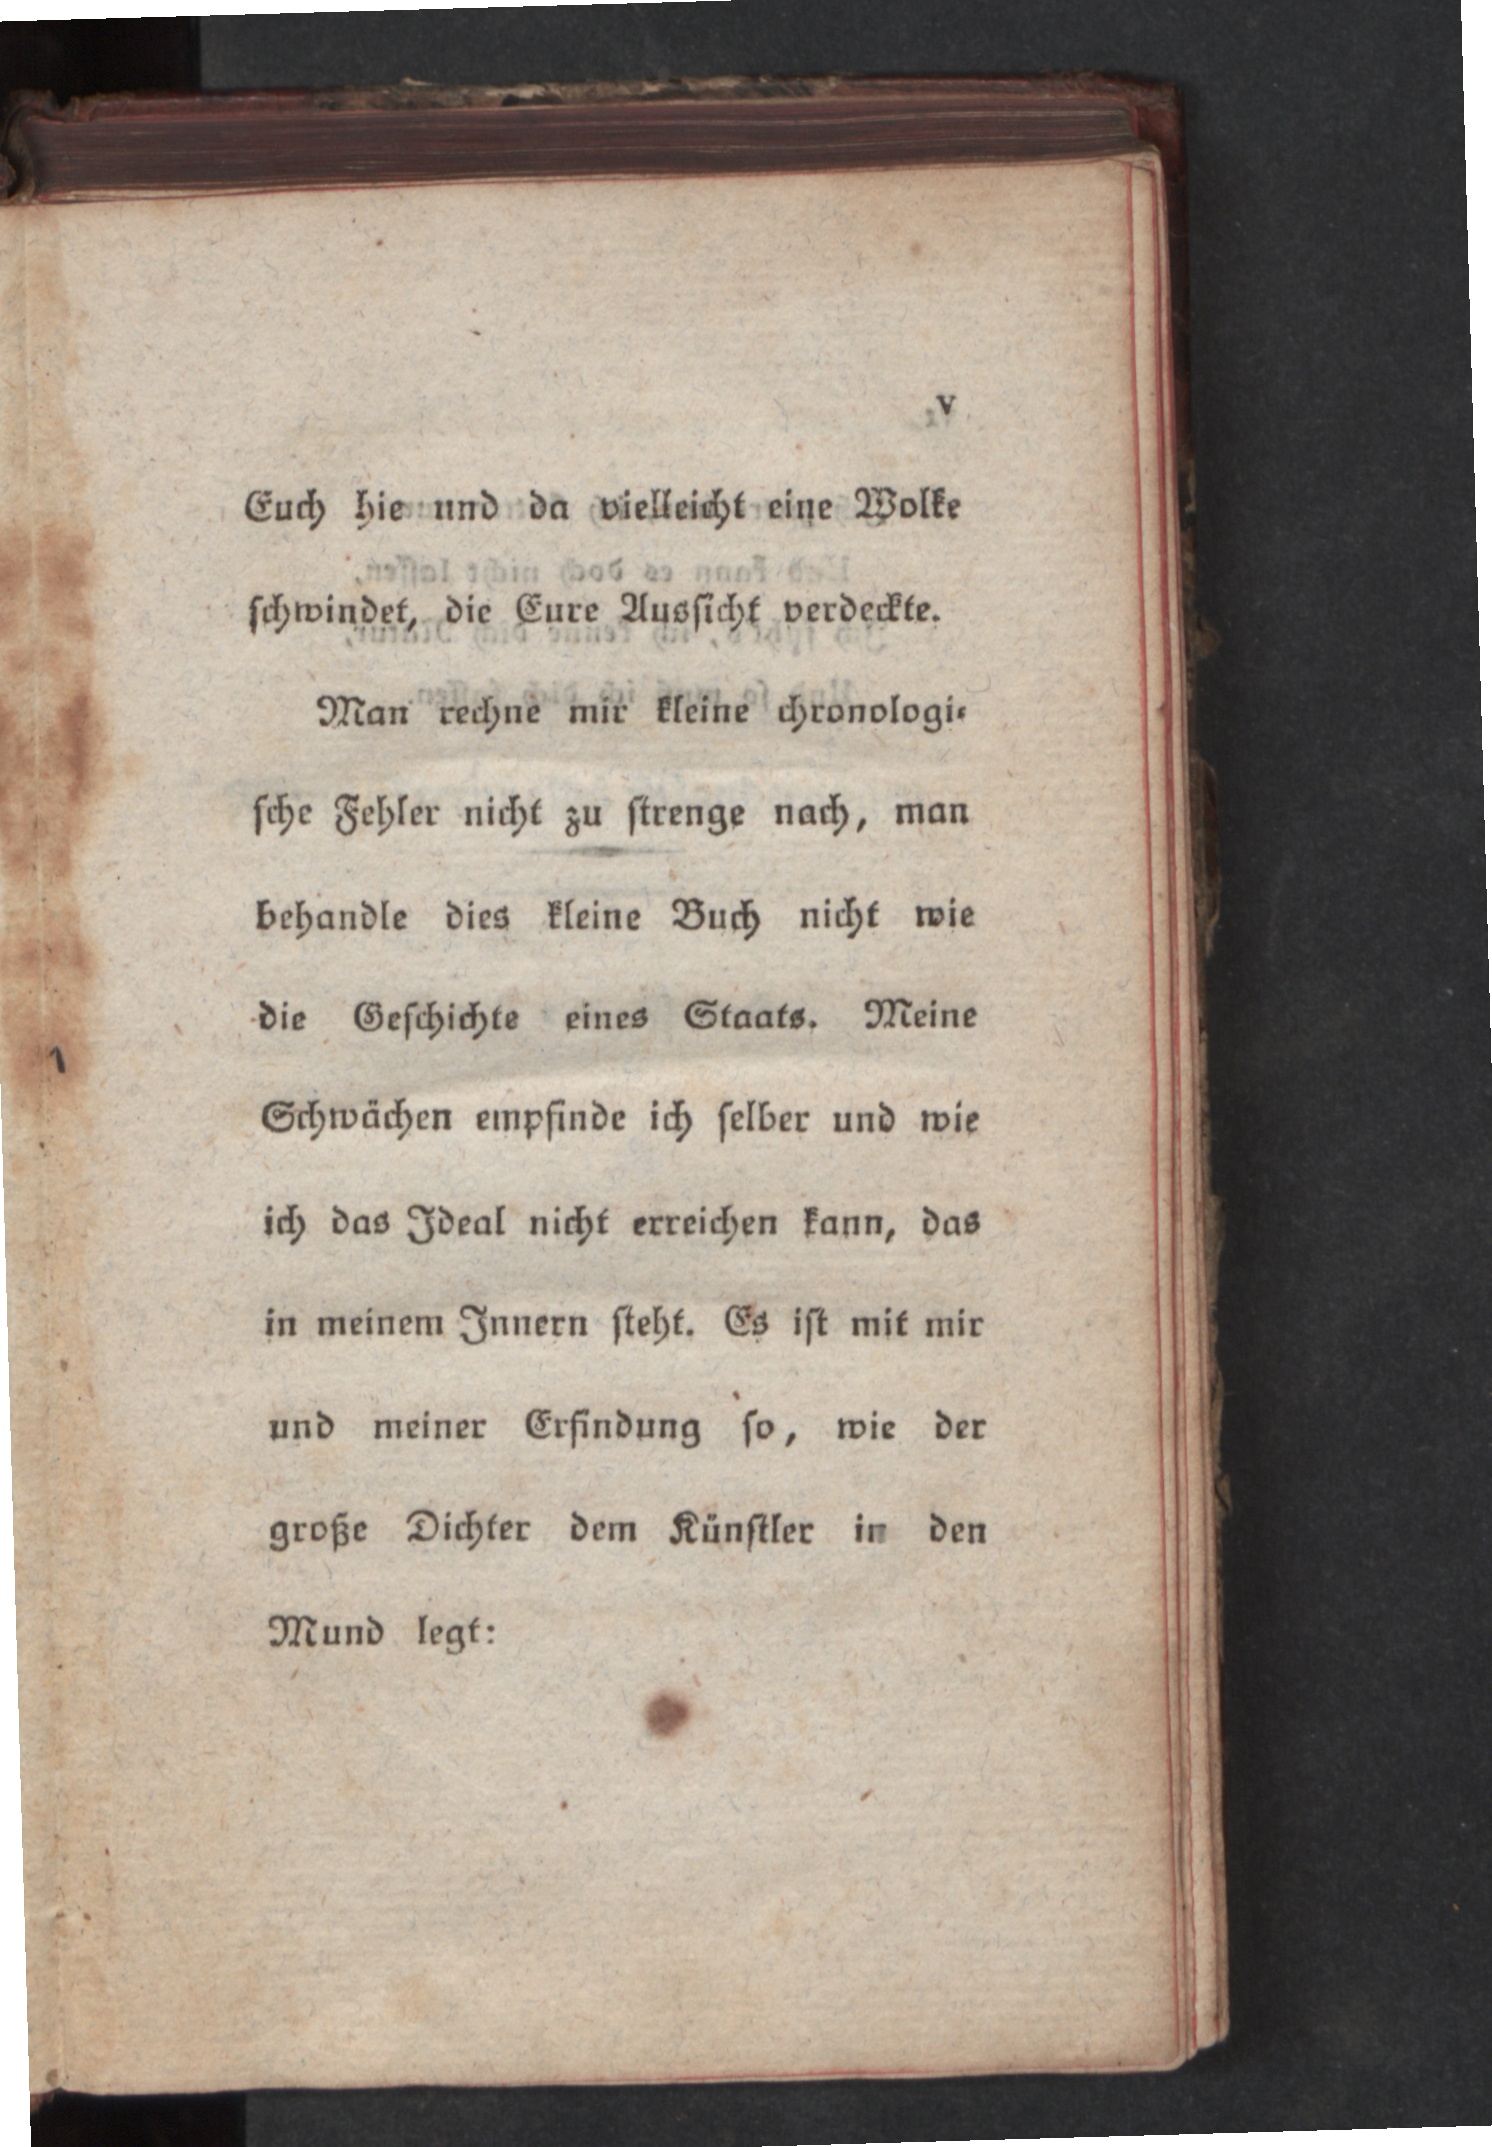 v
Euch hie und da vielleicht eine Wolke
ſchwindet, die Eure Ausſicht verdeckte.
Man rechne mir kleine chronologi⸗
ſche Fehler nicht zu ſtrenge nach, man
behandle dies kleine Buch nicht wie
die Geſchichte eines Staats. Meine
Schwächen empfinde ich ſelber und wie
ich das Ideal nicht erreichen kann, das
in meinem Innern ſteht. Es iſt mit mir
und meiner Erfindung ſo, wie der
große Dichter dem Künſtler in den
Mund legt: